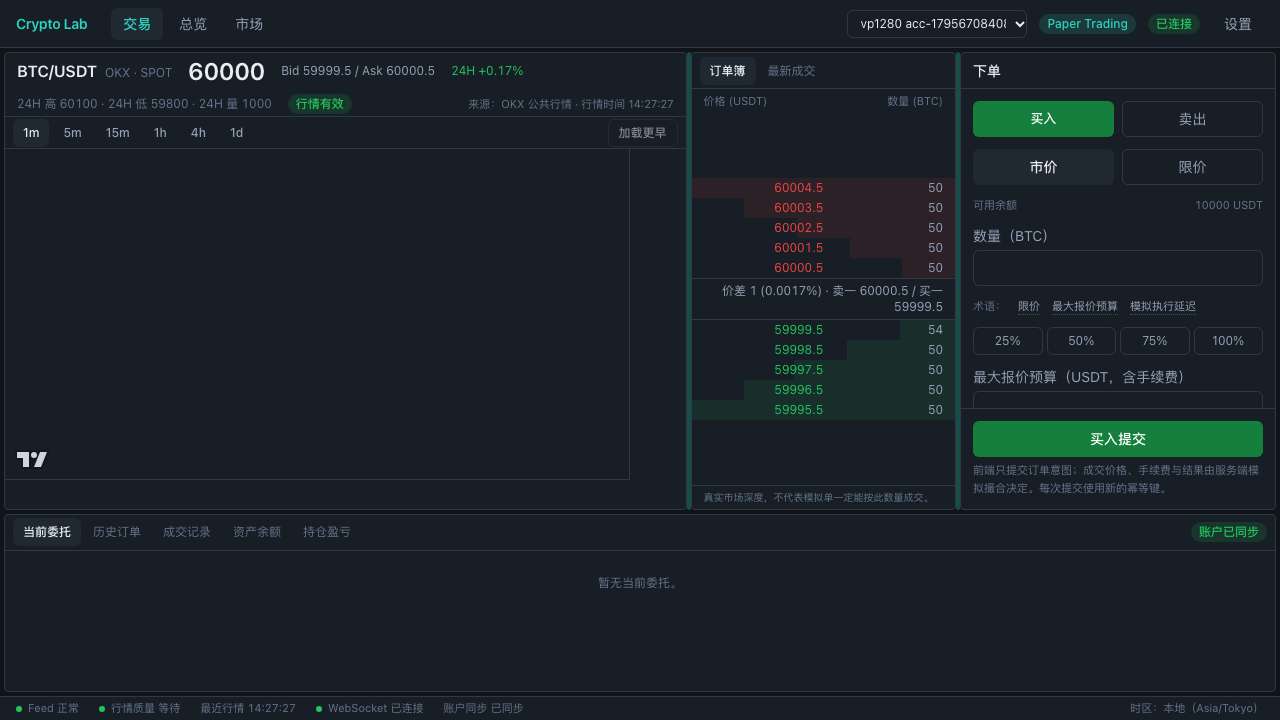 Crypto Lab 交易 总览 市场 vp1280 acc-1795670840 Paper Trading 已连接 设置
BTC/USDT OKX · SPOT 60000 Bid 59999.5 / Ask 60000.5 24H +0.17%
24H 高 60100 · 24H 低 59800 · 24H 量 1000 行情有效 来源：OKX 公共行情 · 行情时间 14:27:27
1m 5m 15m 1h 4h 1d 加载更早
订单簿 最新成交
价格 (USDT) 数量 (BTC)
60004.5 50
60003.5 50
60002.5 50
60001.5 50
60000.5 50
价差 1 (0.0017%) · 卖一 60000.5 / 买一
59999.5
59999.5 54
59998.5 50
59997.5 50
59996.5 50
59995.5 50
真实市场深度，不代表模拟单一定能按此数量成交。
下单
买入 卖出
市价 限价
可用余额 10000 USDT
数量（BTC）
术语： 限价 最大报价预算 模拟执行延迟
25% 50% 75% 100%
最大报价预算（USDT，含手续费）
买入提交
前端只提交订单意图；成交价格、手续费与结果由服务端模
拟撮合决定。每次提交使用新的幂等键。
当前委托 历史订单 成交记录 资产余额 持仓盈亏 账户已同步
暂无当前委托。
Feed 正常 行情质量 等待 最近行情 14:27:27 WebSocket 已连接 账户同步 已同步 时区：本地（Asia/Tokyo）